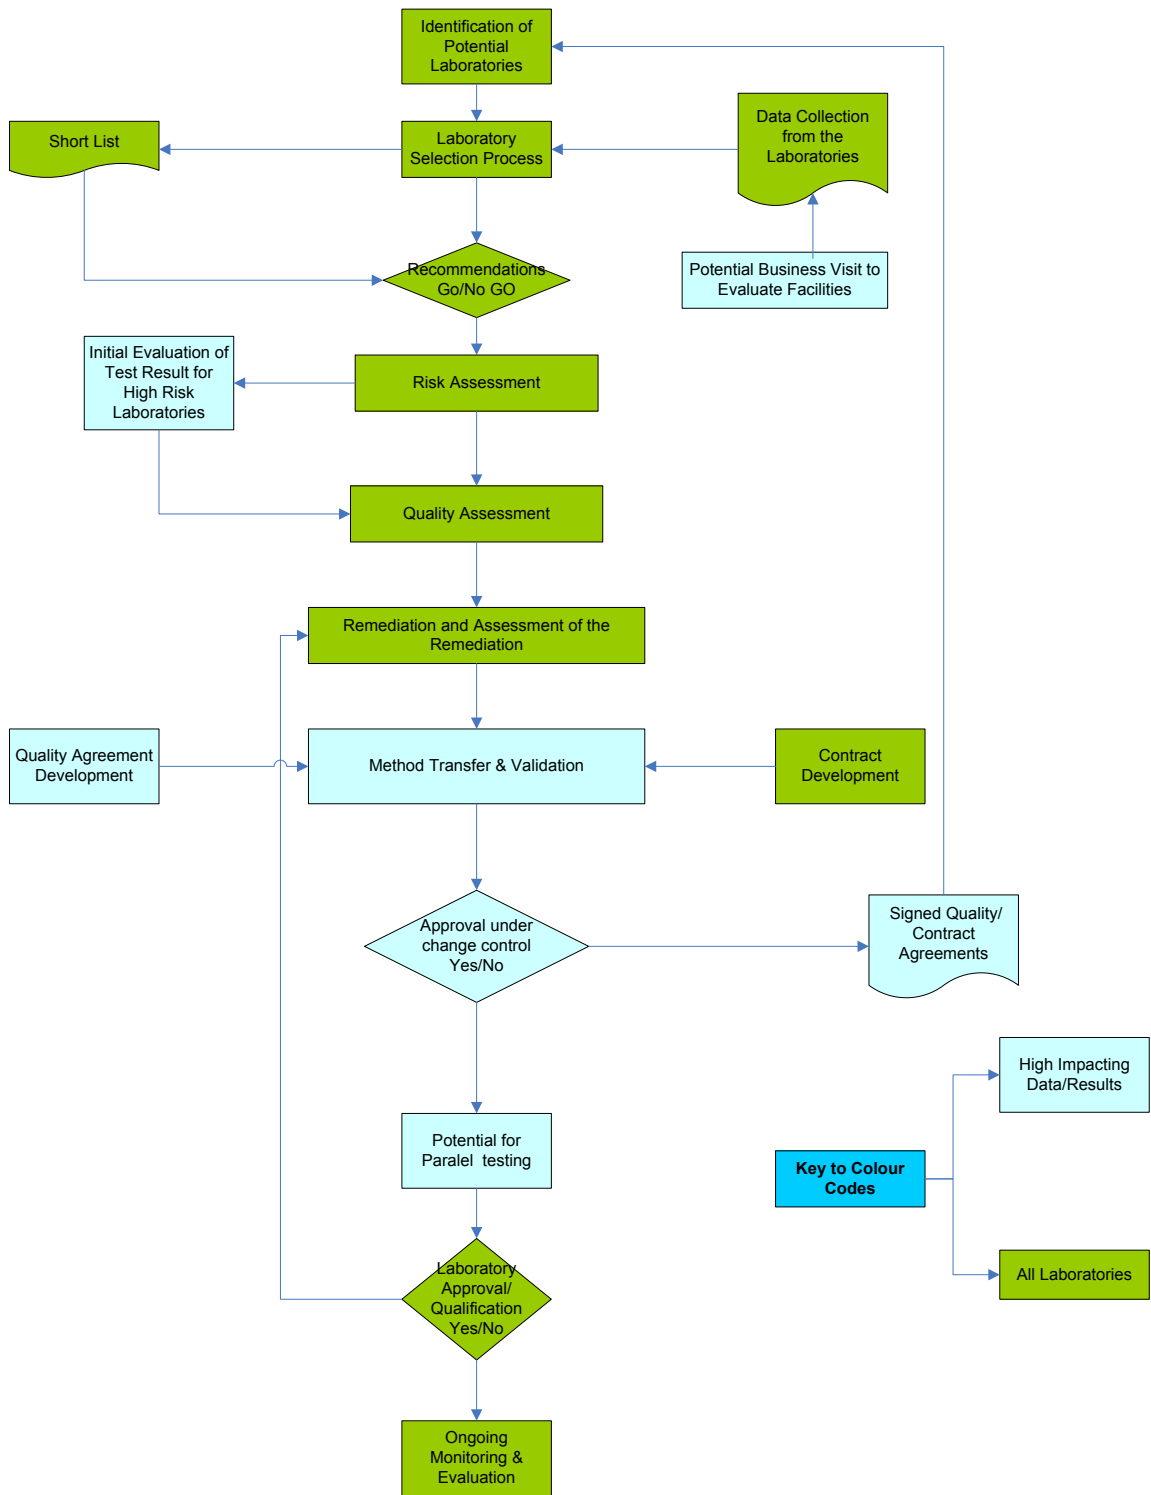 Identification of
Potential
Laboratories
Short List
Laboratory
Selection Process
Data Collection
from the
Laboratories
Recommendations
Go/No GO
Potential Business Visit to
Evaluate Facilities
Initial Evaluation of
Test Result for
High Risk
Laboratories
Risk Assessment
Quality Assessment
Remediation and Assessment of the
Remediation
Quality Agreement
Development
Method Transfer & Validation
Contract
Development
Approval under
change control
Yes/No
Signed Quality/
Contract
Agreements
High Impacting
Data/Results
Potential for
Paralel testing
Key to Colour
Codes
Laboratory
Approval/
Qualification
Yes/No
All Laboratories
Ongoing
Monitoring &
Evaluation